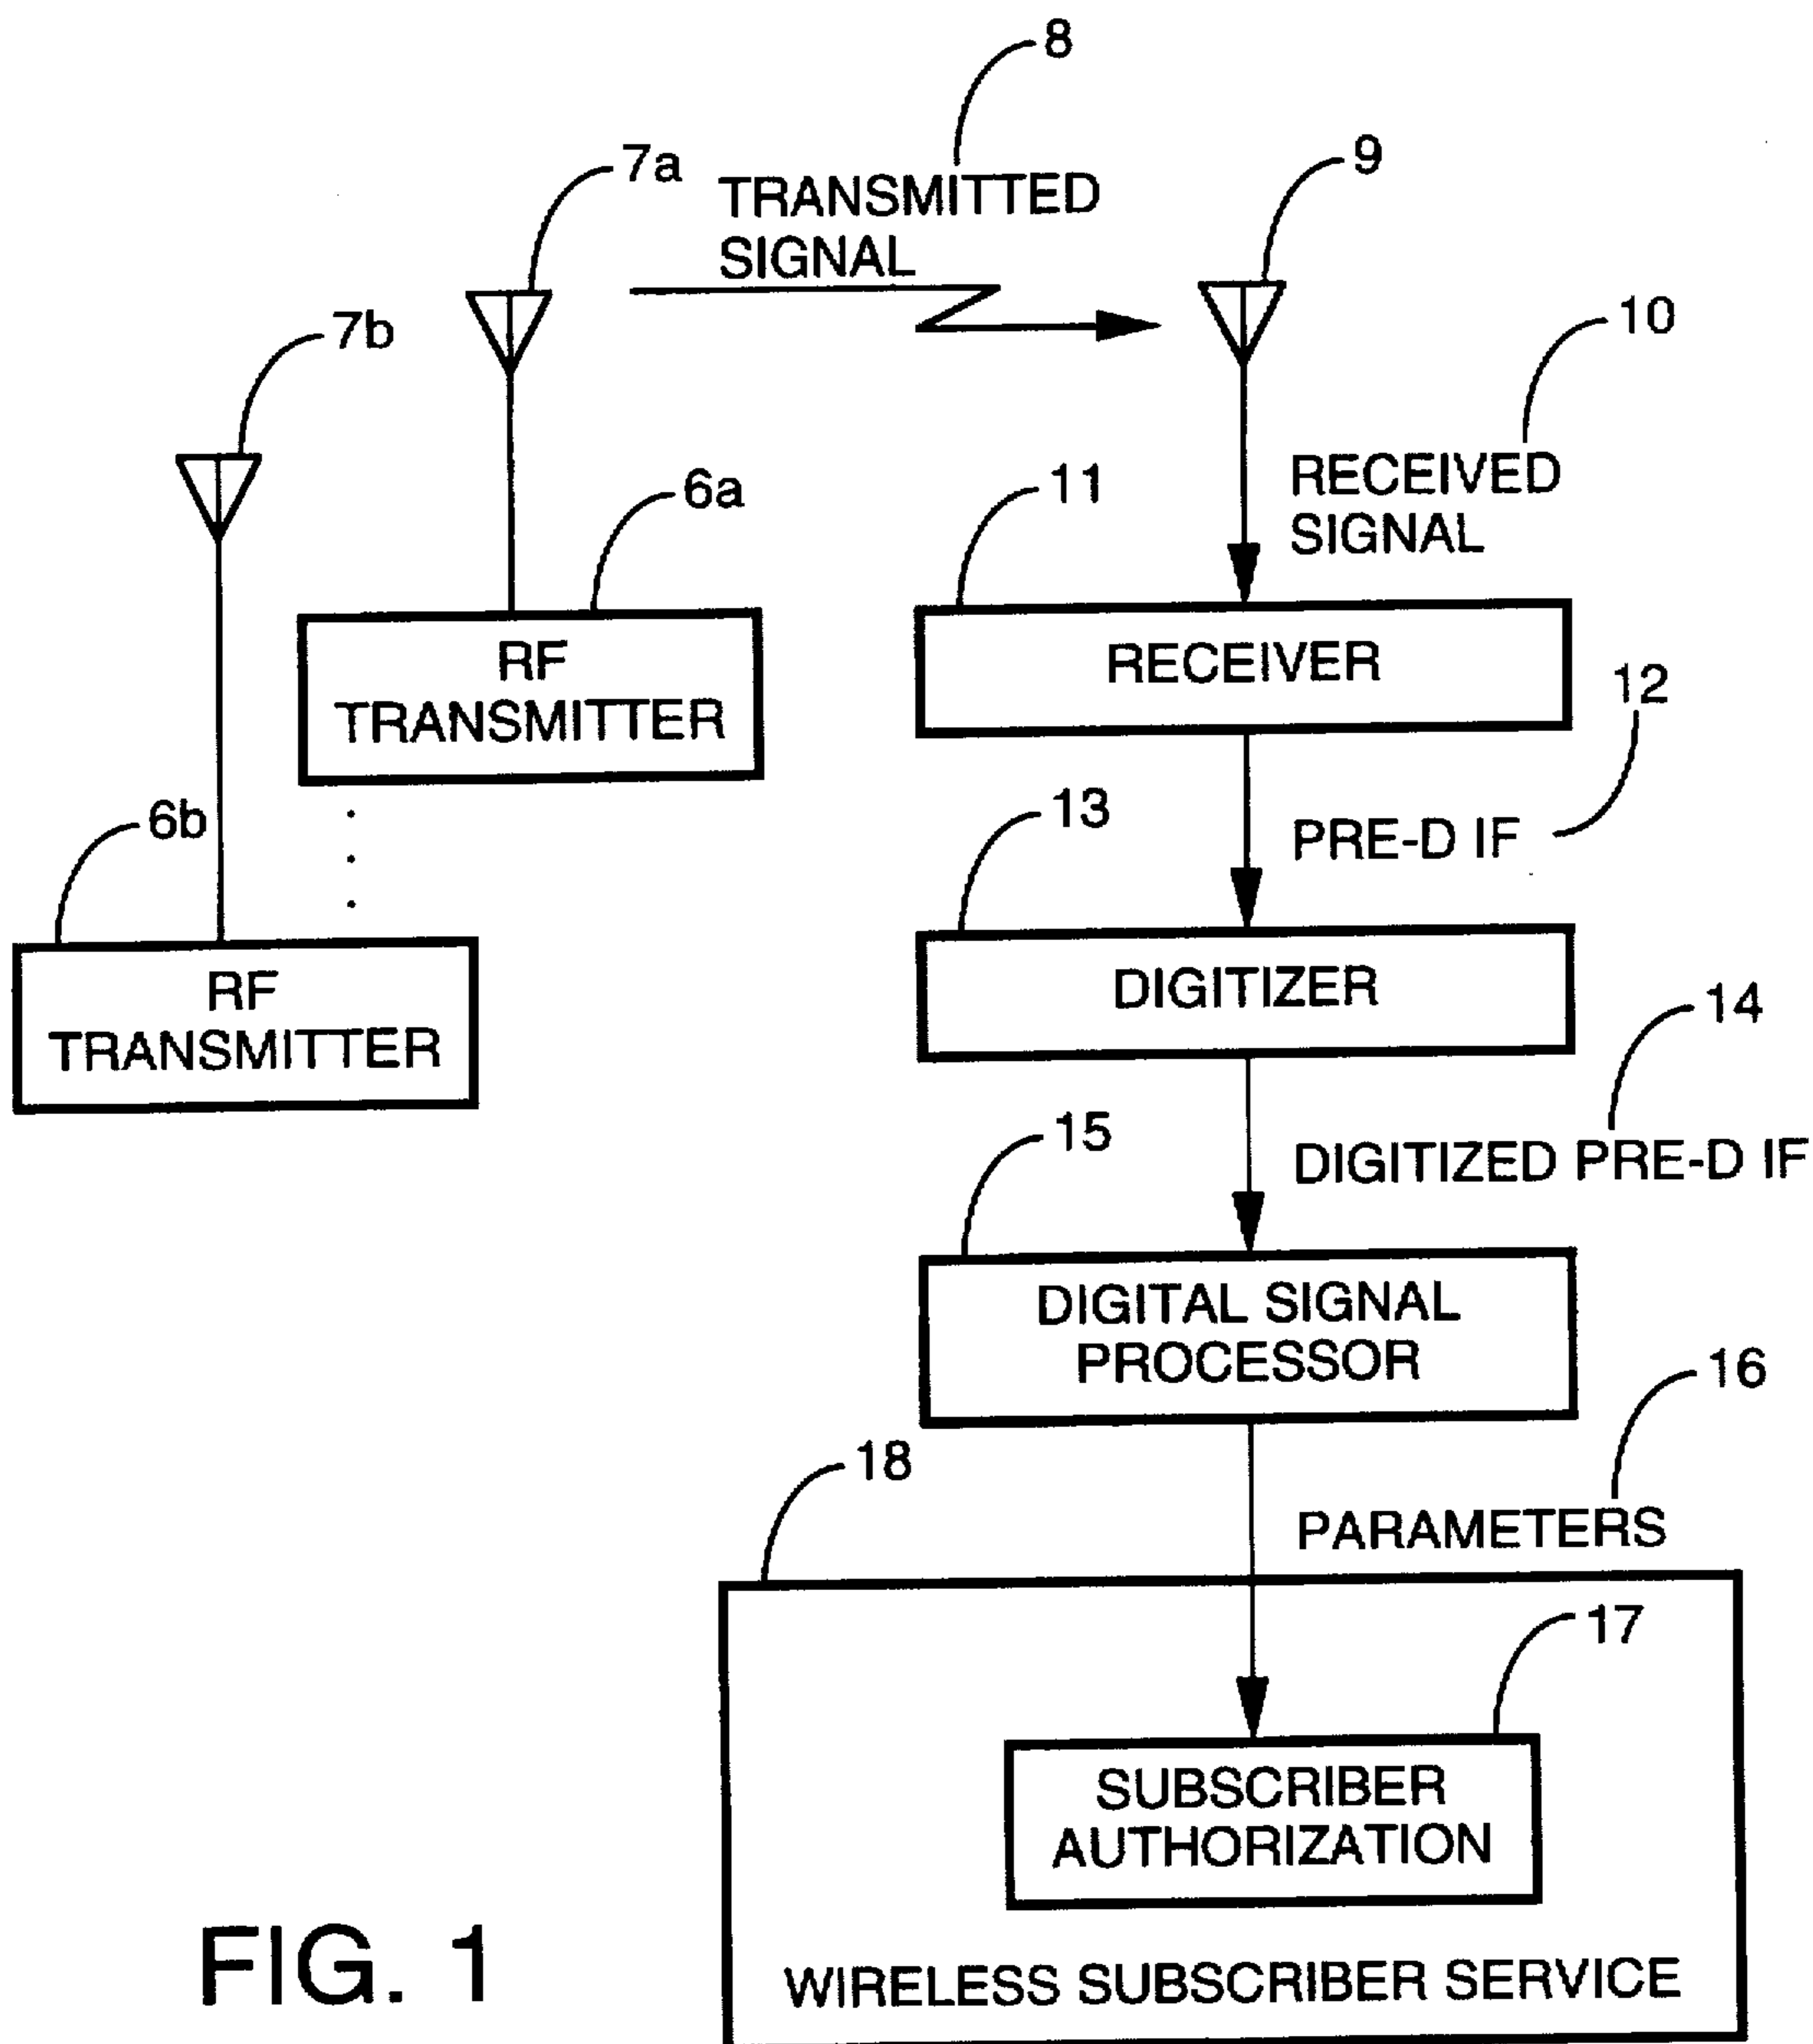 8
7a
TRANSMITTED
SIGNAL
9
7b
10
6a
11
RECEIVED
SIGNAL
RF
TRANSMITTER
RECEIVER
12
6b
13
PRE-D IF
RF
TRANSMITTER
DIGITIZER
14
15
DIGITIZED PRE-D IF
DIGITAL SIGNAL
PROCESSOR
16
18
PARAMETERS
17
SUBSCRIBER
AUTHORIZATION
WIRELESS SUBSCRIBER SERVICE
FIG. 1